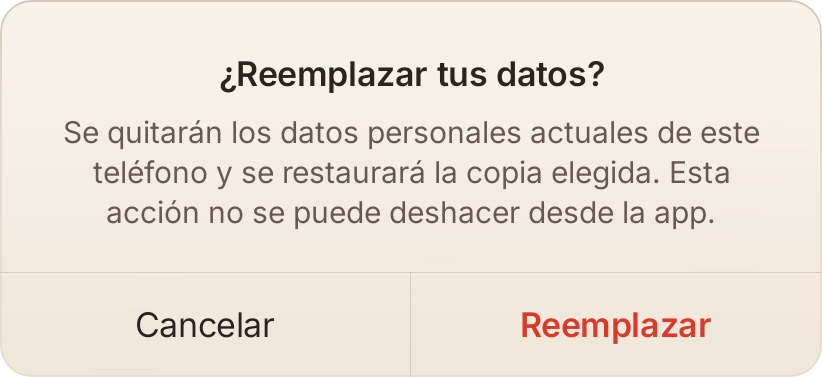 ¿Reemplazar tus datos?
Se quitarán los datos personales actuales de este
teléfono y se restaurará la copia elegida. Esta
acción no se puede deshacer desde la app.
Cancelar
Reemplazar